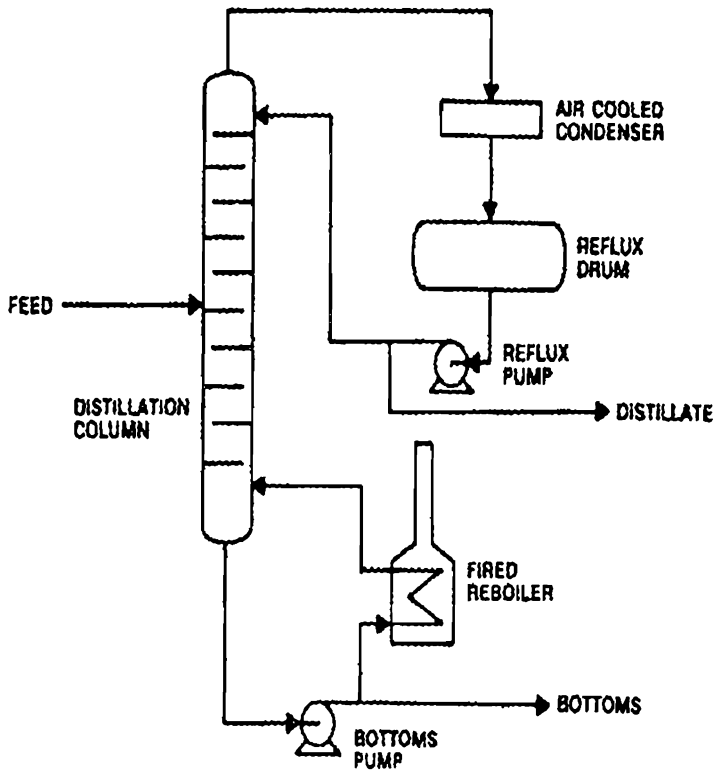 AIR COOLED
CONDENSER
REFLUX
DRUM
FEED
REFLUX
PUMP
DISTILLATION
COLUMN
DISTILLATE
FIRED
REBOILER
BOTTOMS
BOTTOMS
PUMP